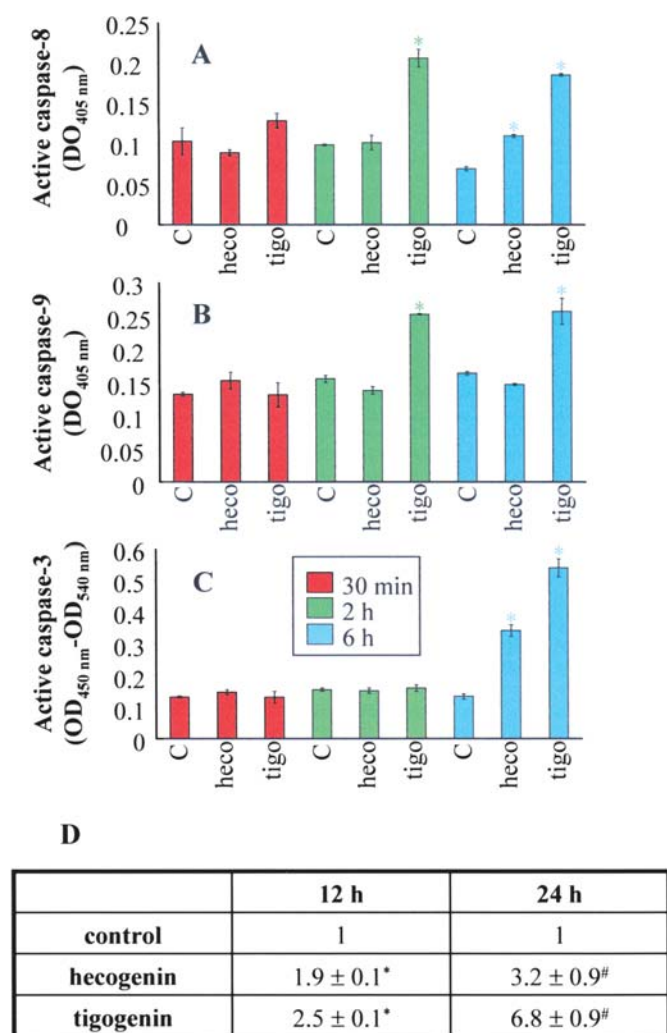 A
Active caspase-8
(DO405 nm)
0.25
0.2
0.15
0.1
0.05
0
*
*
*
C
heco
tigo
C
heco
tigo
C
heco
tigo
B
Active caspase-9
(DO405 nm)
0.3
0.25
0.2
0.15
0.1
0.05
0
*
*
C
heco
tigo
C
heco
tigo
C
heco
tigo
C
Active caspase-3
(OD450 nm-OD540 nm)
0.6
0.5
0.4
0.3
0.2
0.1
0
30 min
2 h
6 h
*
*
C
heco
tigo
C
heco
tigo
C
heco
tigo
D
12 h 24 h
control 1 1
hecogenin 1.9 ± 0.1* 3.2 ± 0.9#
tigogenin 2.5 ± 0.1* 6.8 ± 0.9#